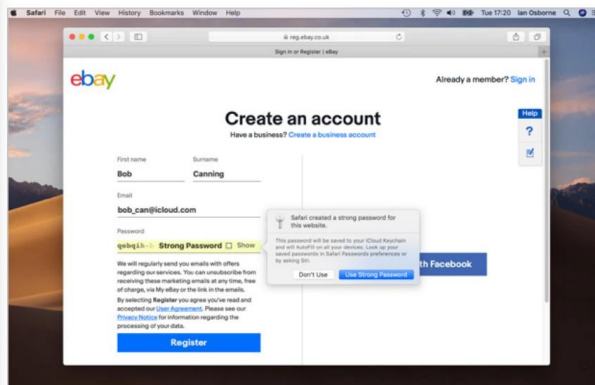 Safari File Edit View History Bookmarks Window Help Tue 17:20 Ian Osborne
reg.ebay.co.uk
Sign in or Register | eBay
ebay
Already a member? Sign in
Create an account
Have a business? Create a business account
Help
?
First name Surname
Bob Canning
Email
bob_can@icloud.com
Password
Strong Password Show
Safari created a strong password for
this website.
This password will be saved to your iCloud Keychain
and will AutoFill on all your devices. Look up your
saved passwords in Safari Passwords preferences or
by asking Siri.
Don't Use Use Strong Password
th Facebook
We will regularly send you emails with offers
regarding our services. You can unsubscribe from
receiving these marketing emails at any time, free
of charge, via My eBay or the link in the emails.
By selecting Register you agree you've read and
accepted our User Agreement. Please see our
Privacy Notice for information regarding the
processing of your data.
Register